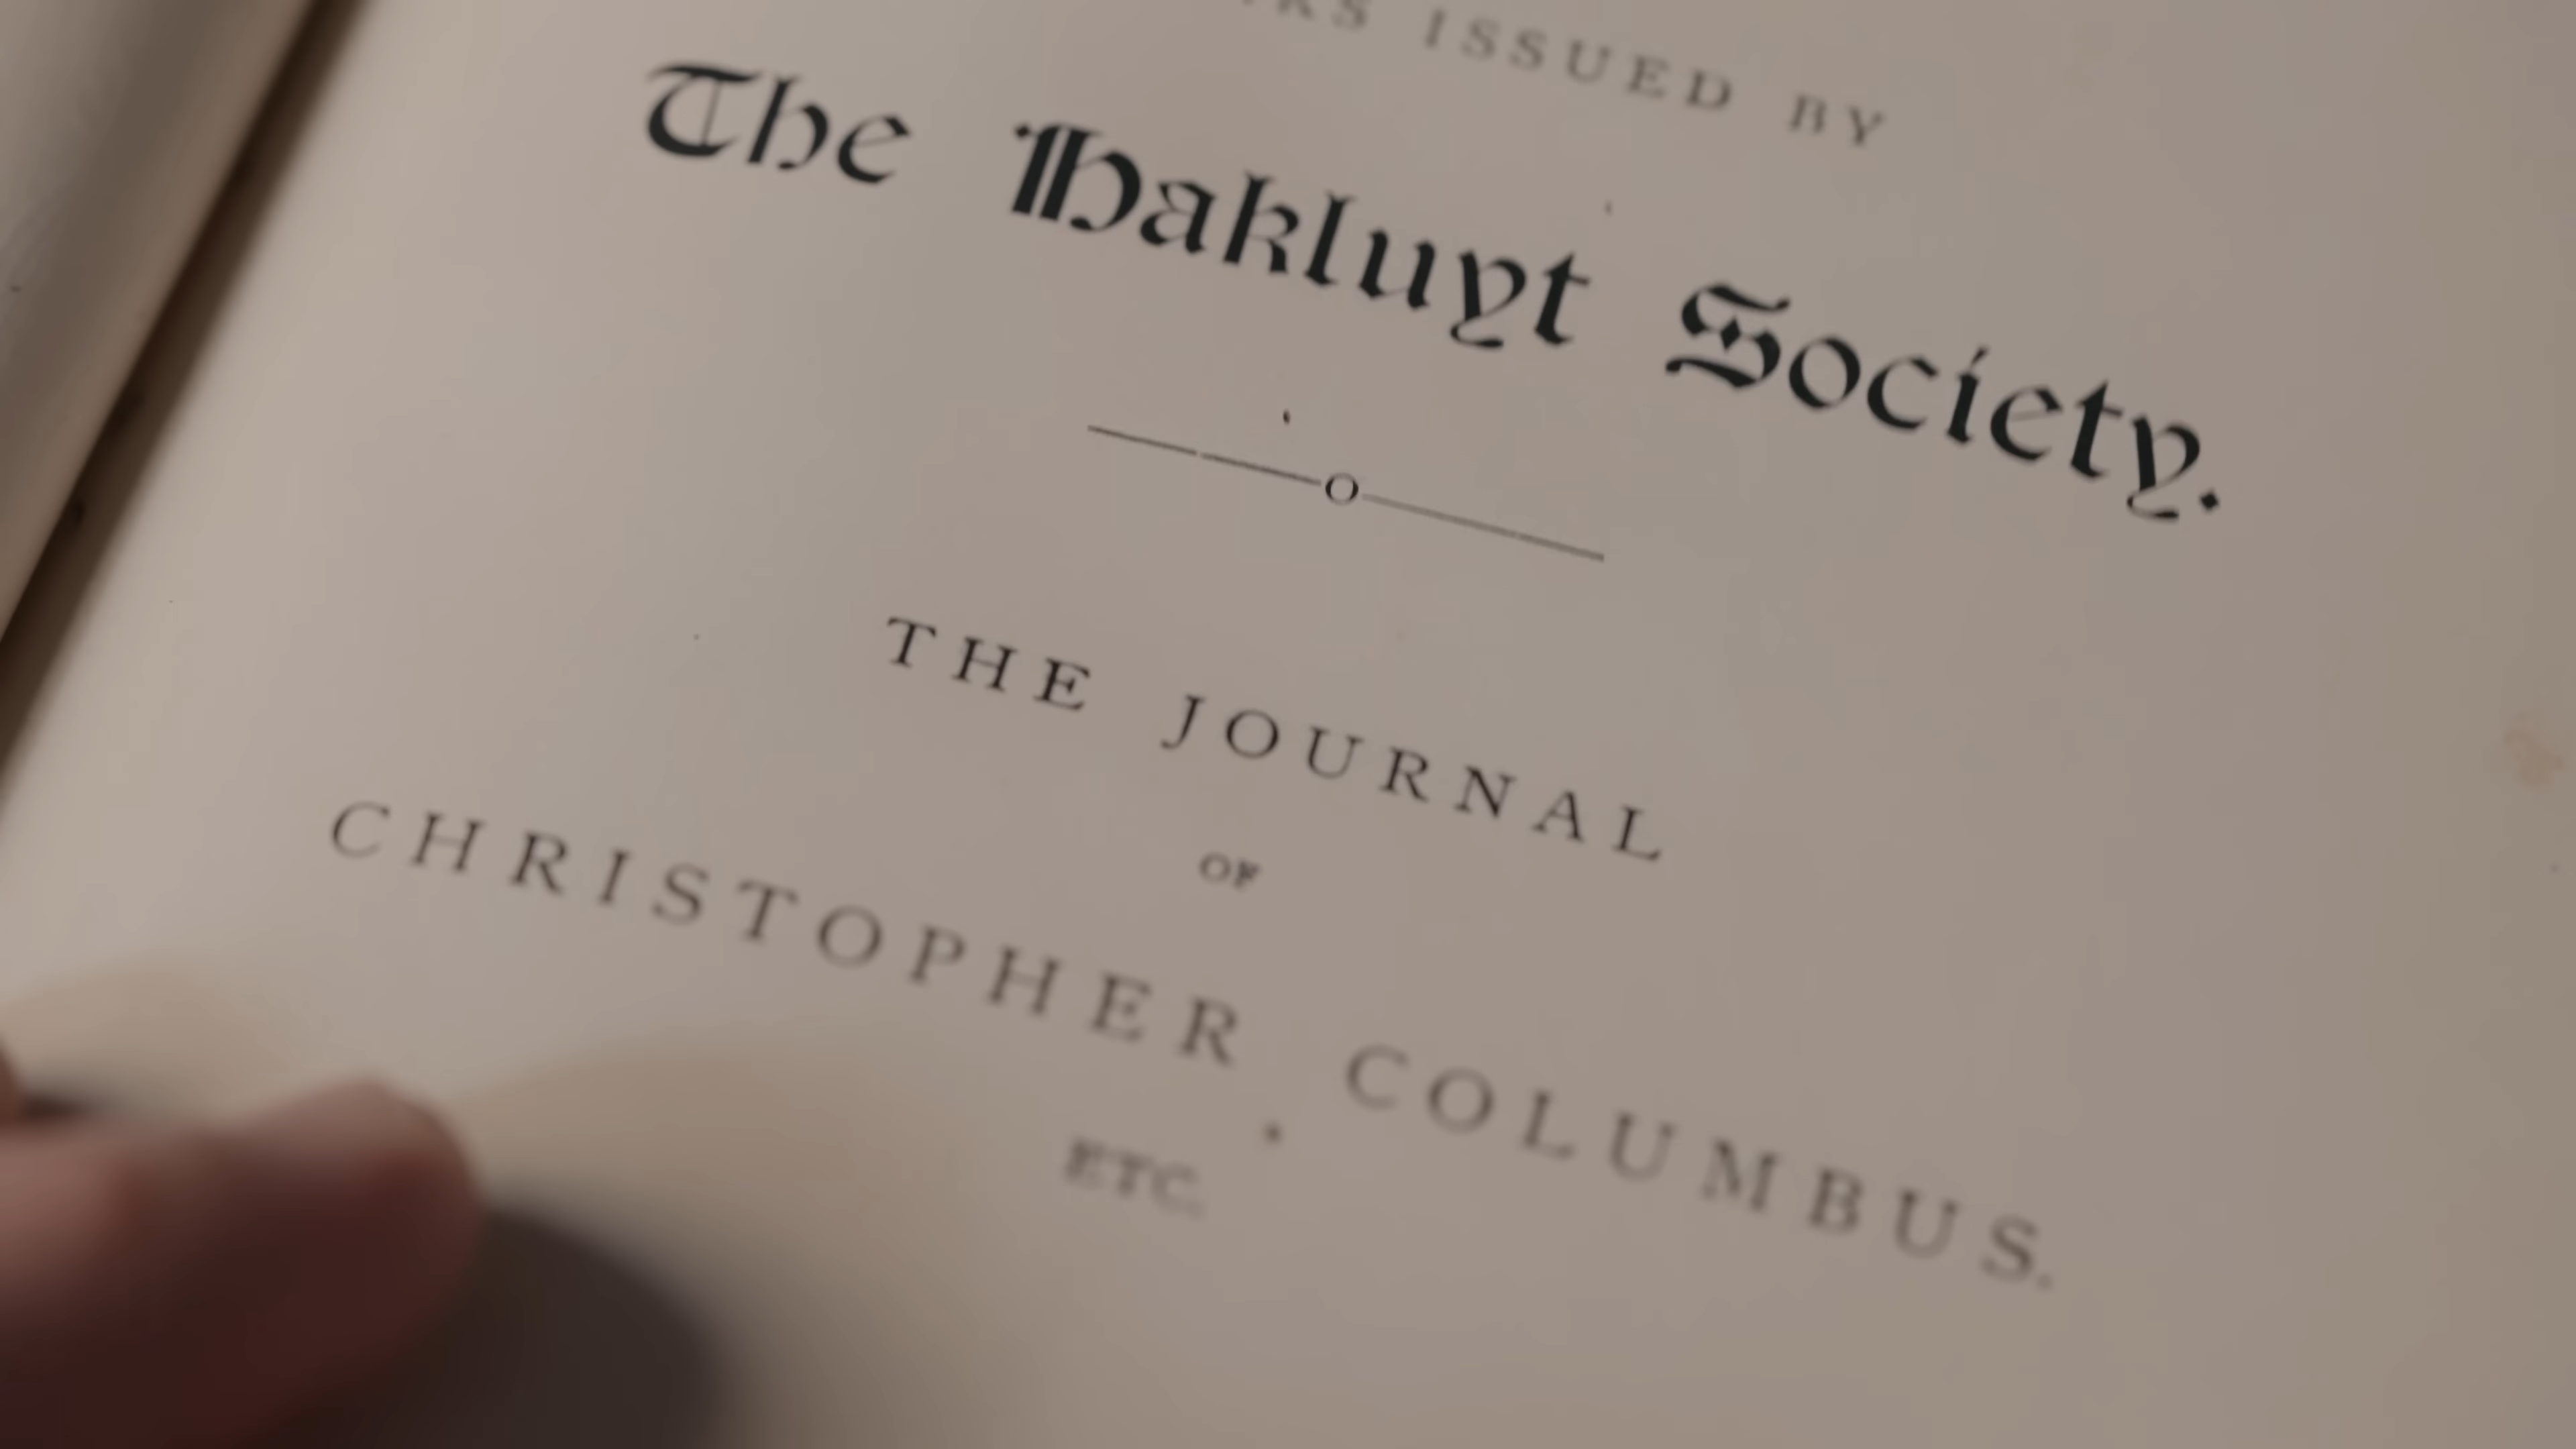 ISSUED BY
The Hakluyt Society.
THE JOURNAL
OF
CHRISTOPHER COLUMBUS.
ETC.